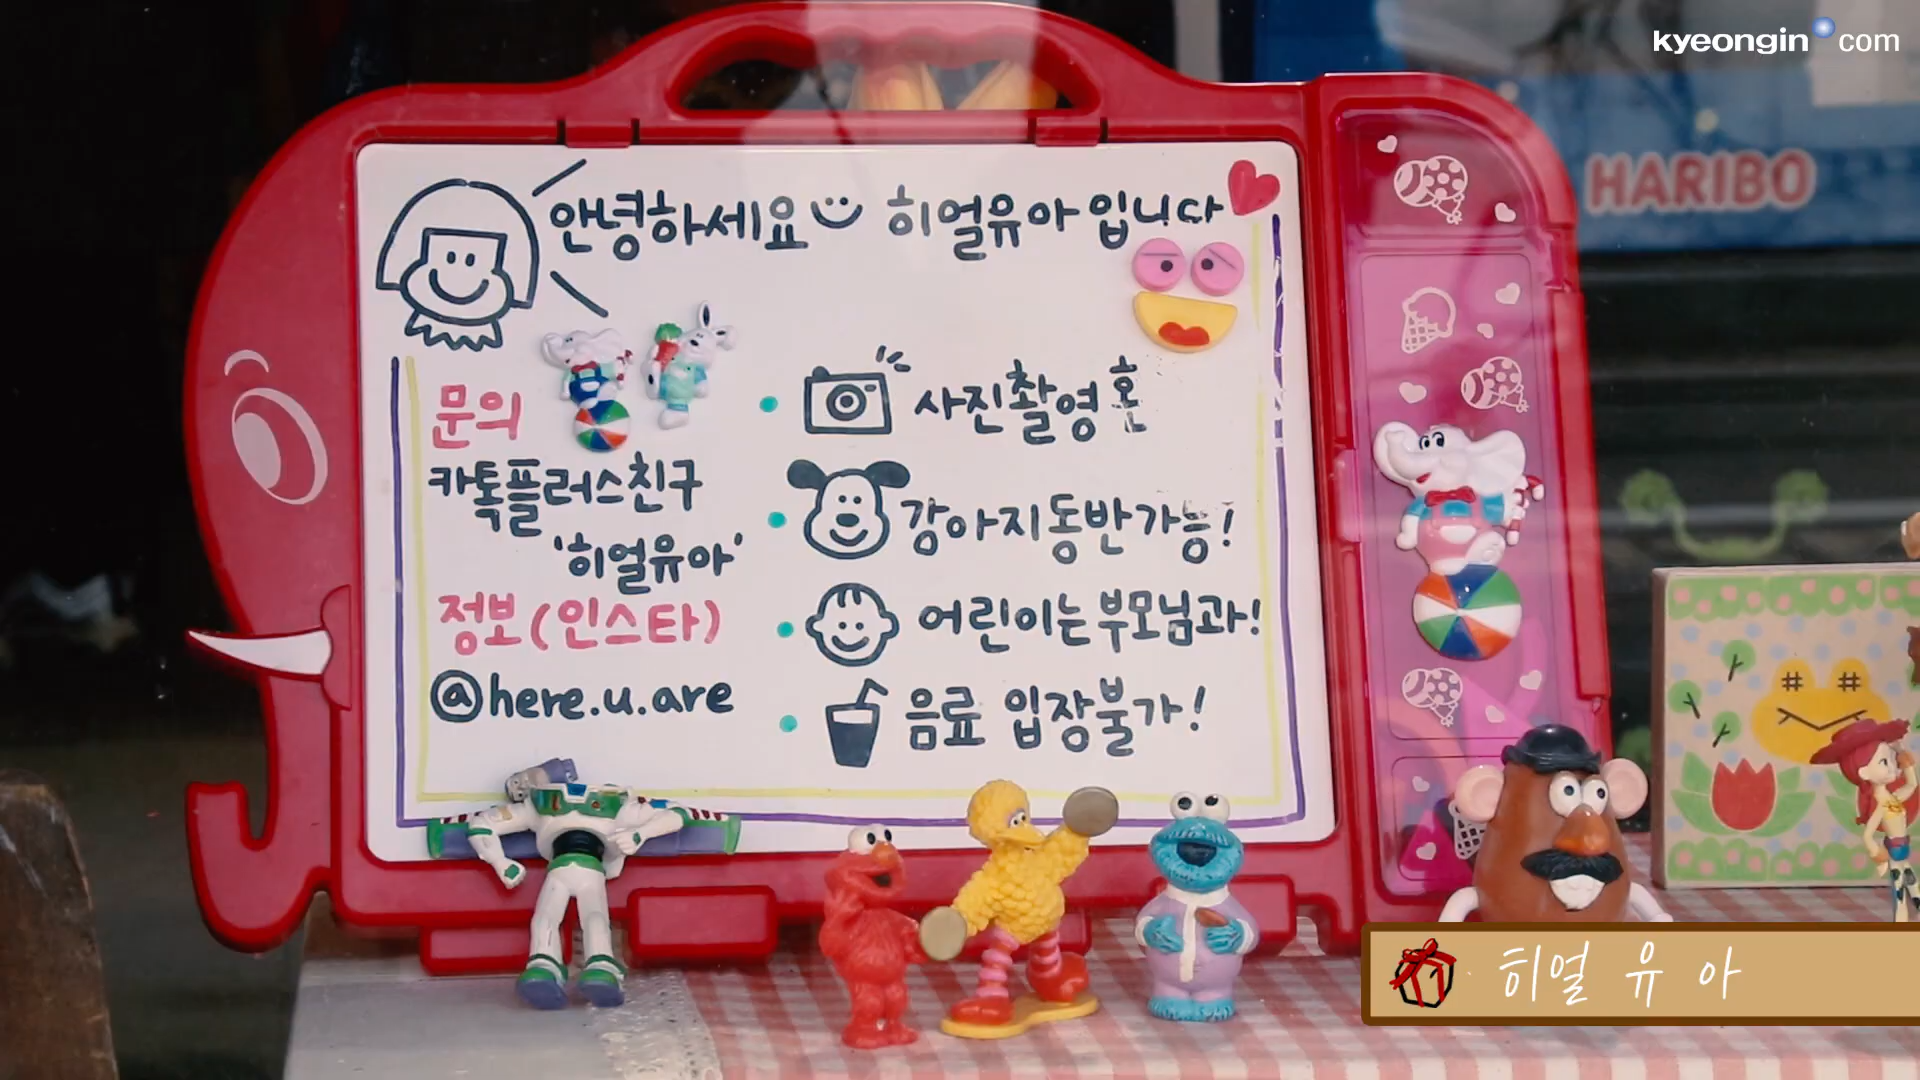 kyeongin.com
HARIBO
안녕하세요 히얼유아입니다
문의
카톡플러스친구
'히얼유아'
정보(인스타)
@here.u.are
사진촬영
강아지동반가능!
어린이는부모님과!
음료 입장불가!
히얼 유 아